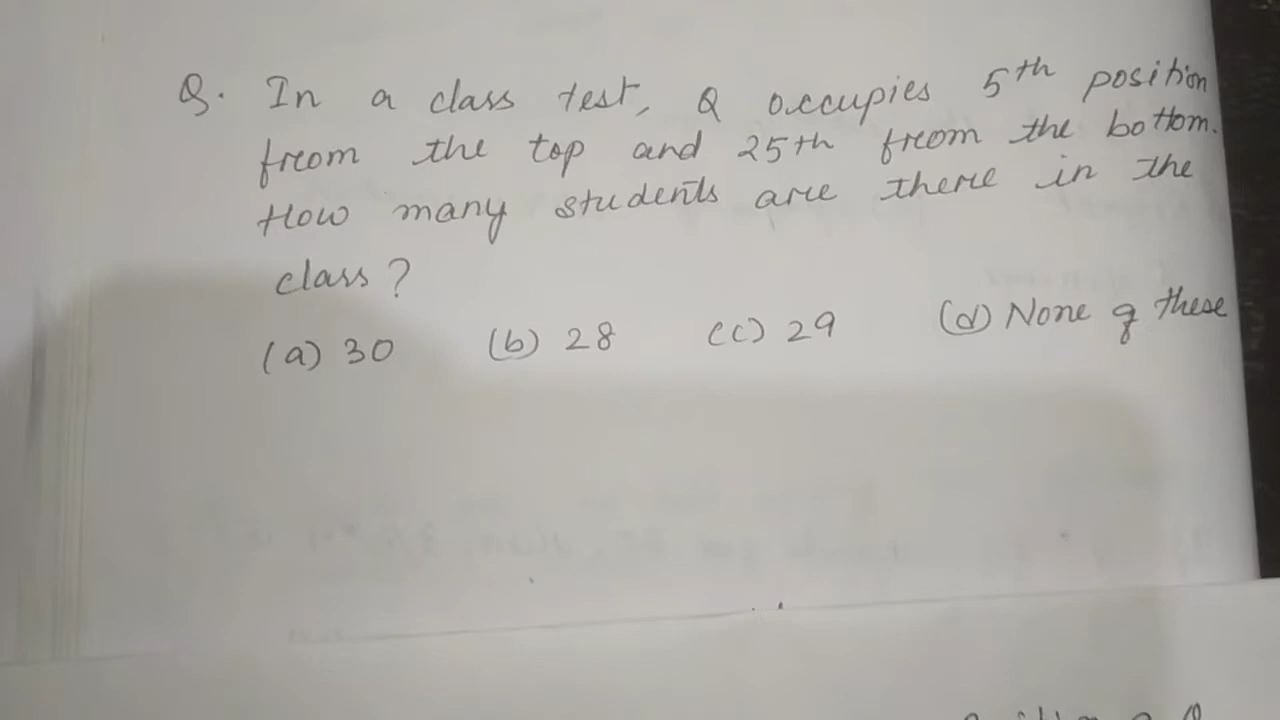 Q. In a class test, Q occupies 5th position
from the top and 25th from the bottom.
How many students are there in the
class?
(a) 30 (b) 28 (c) 29 (d) None of these